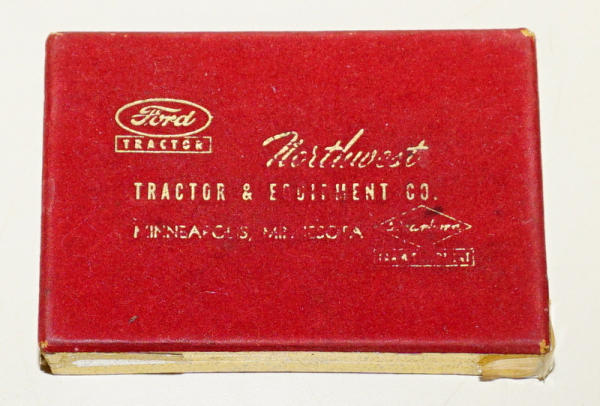 Ford
TRACTOR
Northwest
TRACTOR & EQUIPMENT CO.
MINNEAPOLIS, MINNESOTA